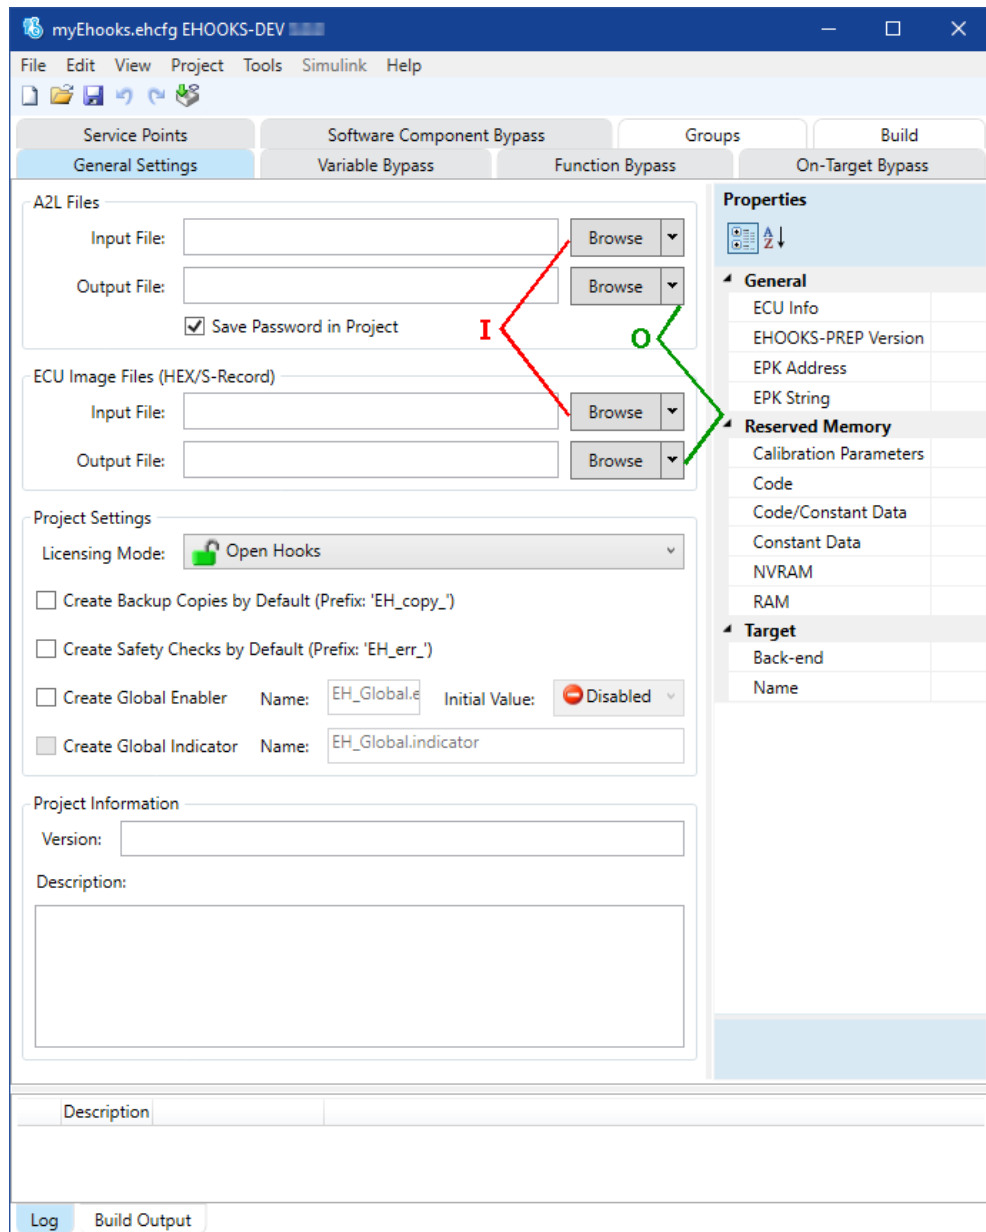 myEhooks.ehcfg EHOOKS-DEV
File Edit View Project Tools Simulink Help
Service Points Software Component Bypass Groups Build
General Settings Variable Bypass Function Bypass On-Target Bypass
A2L Files
Input File: Browse
Output File: Browse
Save Password in Project
I
O
ECU Image Files (HEX/S-Record)
Input File: Browse
Output File: Browse
Project Settings
Licensing Mode: Open Hooks
Create Backup Copies by Default (Prefix: 'EH_copy_')
Create Safety Checks by Default (Prefix: 'EH_err_')
Create Global Enabler Name: EH_Global.e Initial Value: Disabled
Create Global Indicator Name: EH_Global.indicator
Project Information
Version:
Description:
Properties
A
Z
General
ECU Info
EHOOKS-PREP Version
EPK Address
EPK String
Reserved Memory
Calibration Parameters
Code
Code/Constant Data
Constant Data
NVRAM
RAM
Target
Back-end
Name
Description
Log Build Output